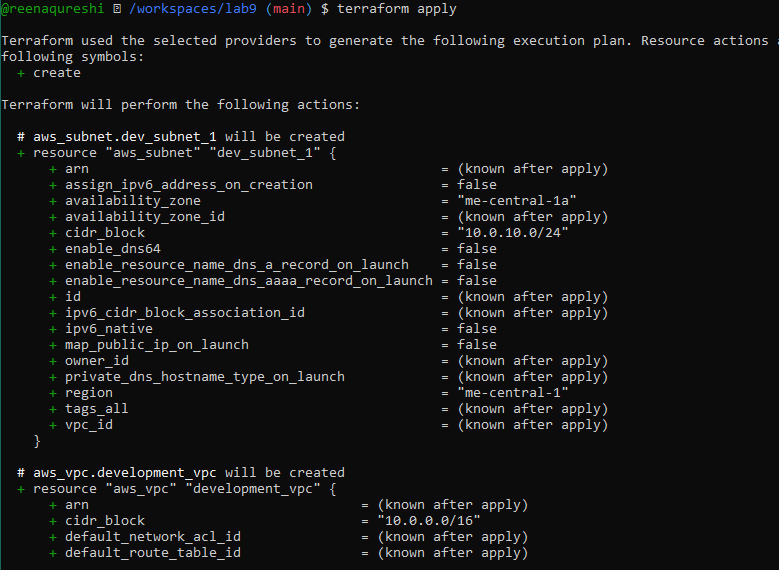 @reenaqureshi /workspaces/lab9 (main) $ terraform apply
Terraform used the selected providers to generate the following execution plan. Resource actions
following symbols:
+ create
Terraform will perform the following actions:
# aws_subnet.dev_subnet_1 will be created
+ resource "aws_subnet" "dev_subnet_1" {
+ arn = (known after apply)
+ assign_ipv6_address_on_creation = false
+ availability_zone = "me-central-1a"
+ availability_zone_id = (known after apply)
+ cidr_block = "10.0.10.0/24"
+ enable_dns64 = false
+ enable_resource_name_dns_a_record_on_launch = false
+ enable_resource_name_dns_aaaa_record_on_launch = false
+ id = (known after apply)
+ ipv6_cidr_block_association_id = (known after apply)
+ ipv6_native = false
+ map_public_ip_on_launch = false
+ owner_id = (known after apply)
+ private_dns_hostname_type_on_launch = (known after apply)
+ region = "me-central-1"
+ tags_all = (known after apply)
+ vpc_id = (known after apply)
}
# aws_vpc.development_vpc will be created
+ resource "aws_vpc" "development_vpc" {
+ arn = (known after apply)
+ cidr_block = "10.0.0.0/16"
+ default_network_acl_id = (known after apply)
+ default_route_table_id = (known after apply)